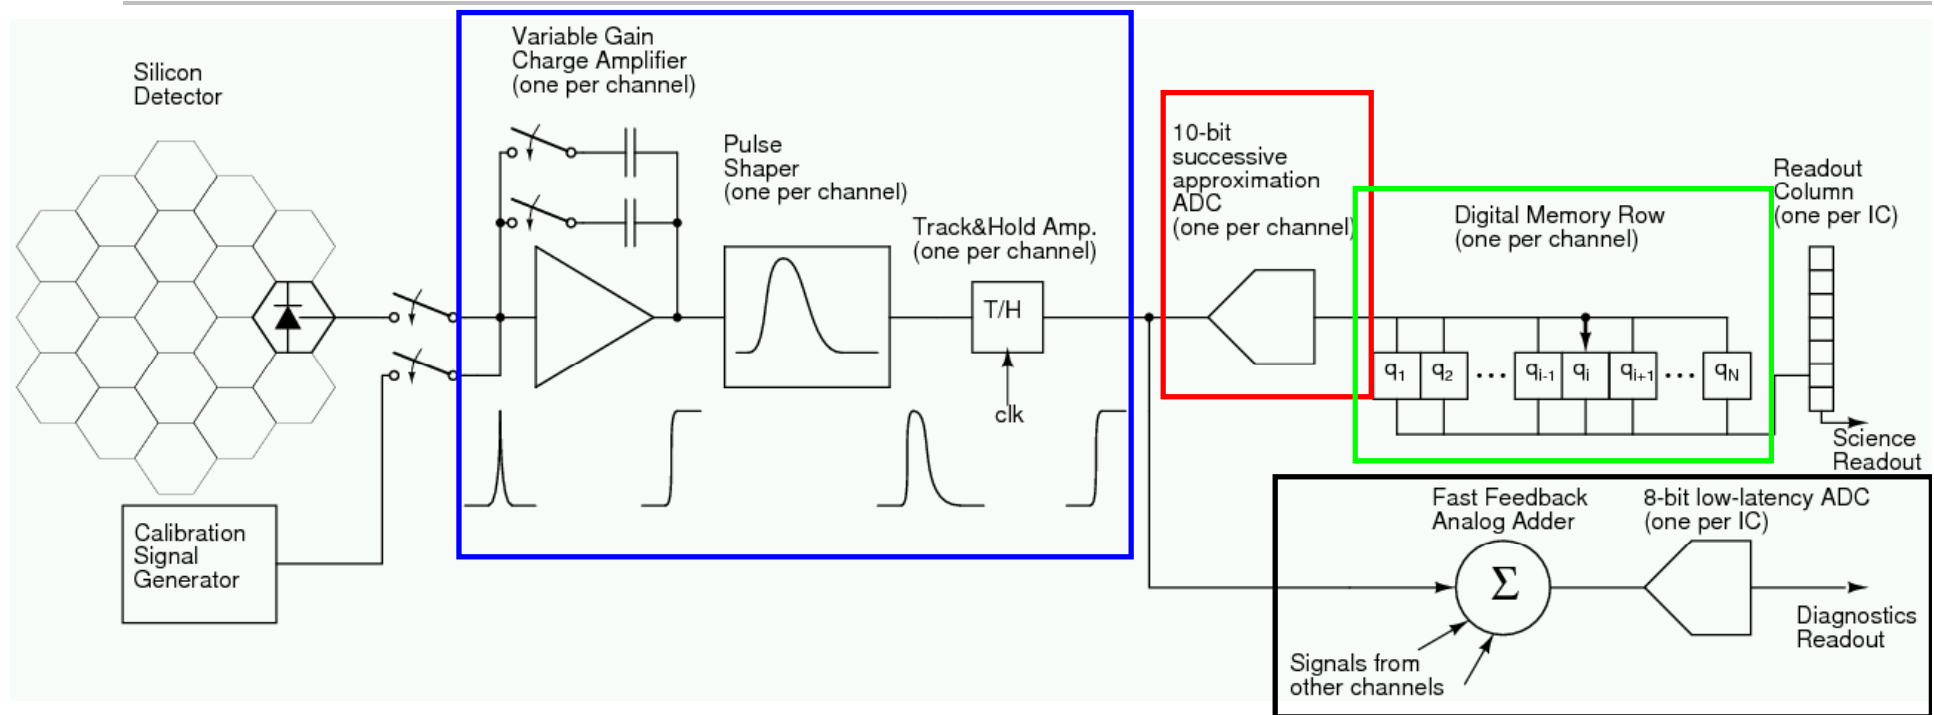 Silicon
Detector
Variable Gain
Charge Amplifier
(one per channel)
Pulse
Shaper
(one per channel)
Track&Hold Amp.
(one per channel)
T/H
clk
10-bit
successive
approximation
ADC
(one per channel)
Digital Memory Row
(one per channel)
Readout
Column
(one per IC)
q1 q2 ... qi-1 qi qi+1 ... qN
Science
Readout
Calibration
Signal
Generator
Fast Feedback
Analog Adder
8-bit low-latency ADC
(one per IC)
Σ
Diagnostics
Readout
Signals from
other channels